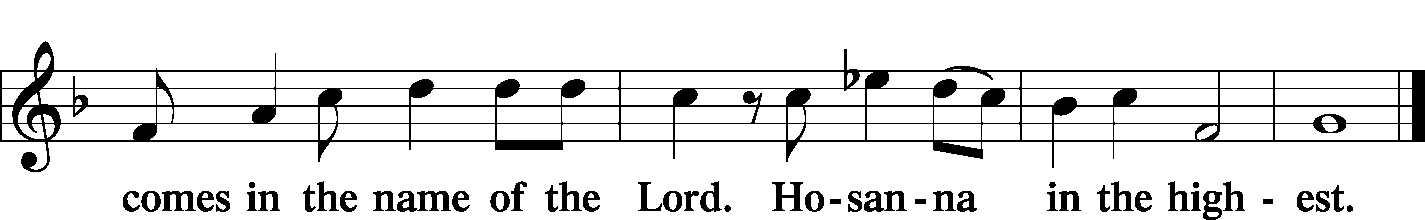 comes in the name of the Lord. Ho-san-na in the high - est.